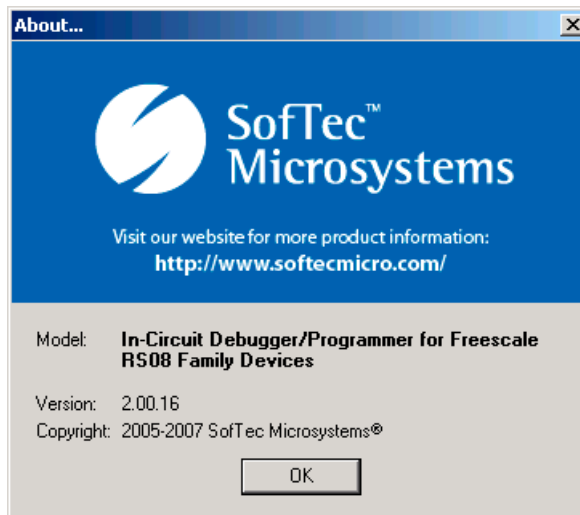 About...
SofTec™
Microsystems
Visit our website for more product information:
http://www.softecmicro.com/
Model: In-Circuit Debugger/Programmer for Freescale
RS08 Family Devices
Version: 2.00.16
Copyright: 2005-2007 SofTec Microsystems®
OK